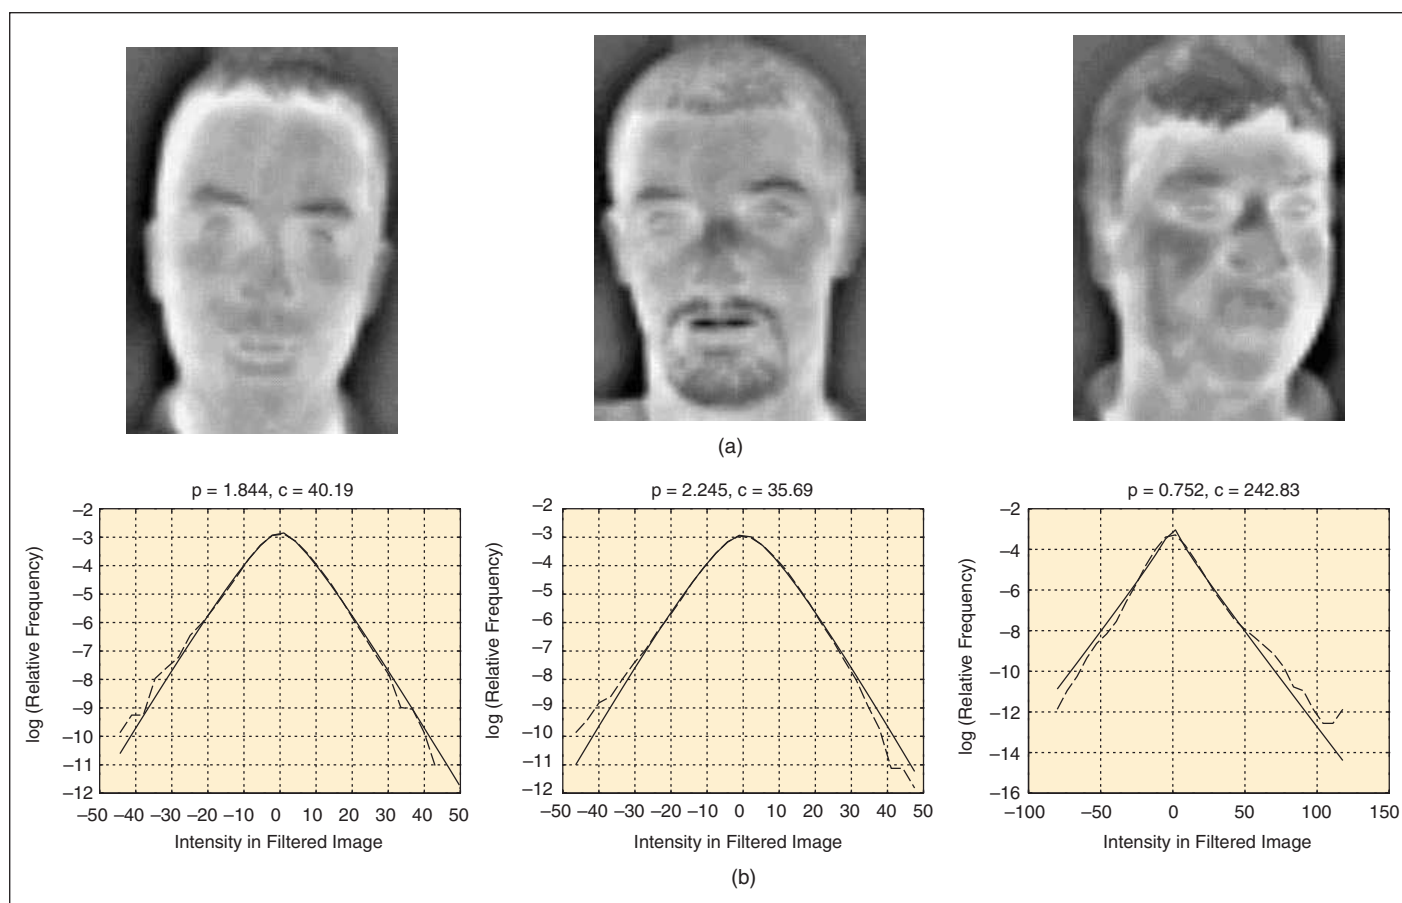 (a)
p = 1.844, c = 40.19
–2
–3
–4
–5
–6
–7
–8
–9
–10
–11
–12
log (Relative Frequency)
–50 –40 –30 –20 –10 0 10 20 30 40 50
Intensity in Filtered Image
p = 2.245, c = 35.69
–2
–3
–4
–5
–6
–7
–8
–9
–10
–11
–12
log (Relative Frequency)
–50 –40 –30 –20 –10 0 10 20 30 40 50
Intensity in Filtered Image
p = 0.752, c = 242.83
–2
–4
–6
–8
–10
–12
–14
–16
log (Relative Frequency)
–100 –50 0 50 100 150
Intensity in Filtered Image
(b)